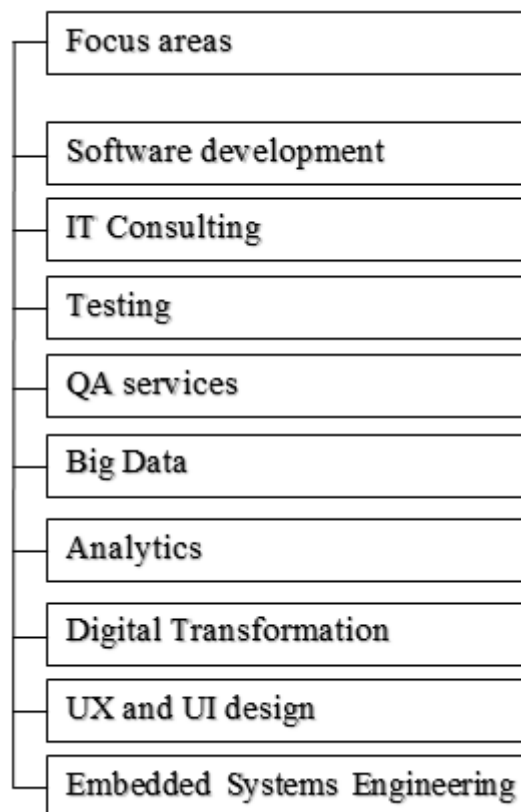 Focus areas
Software development
IT Consulting
Testing
QA services
Big Data
Analytics
Digital Transformation
UX and UI design
Embedded Systems Engineering